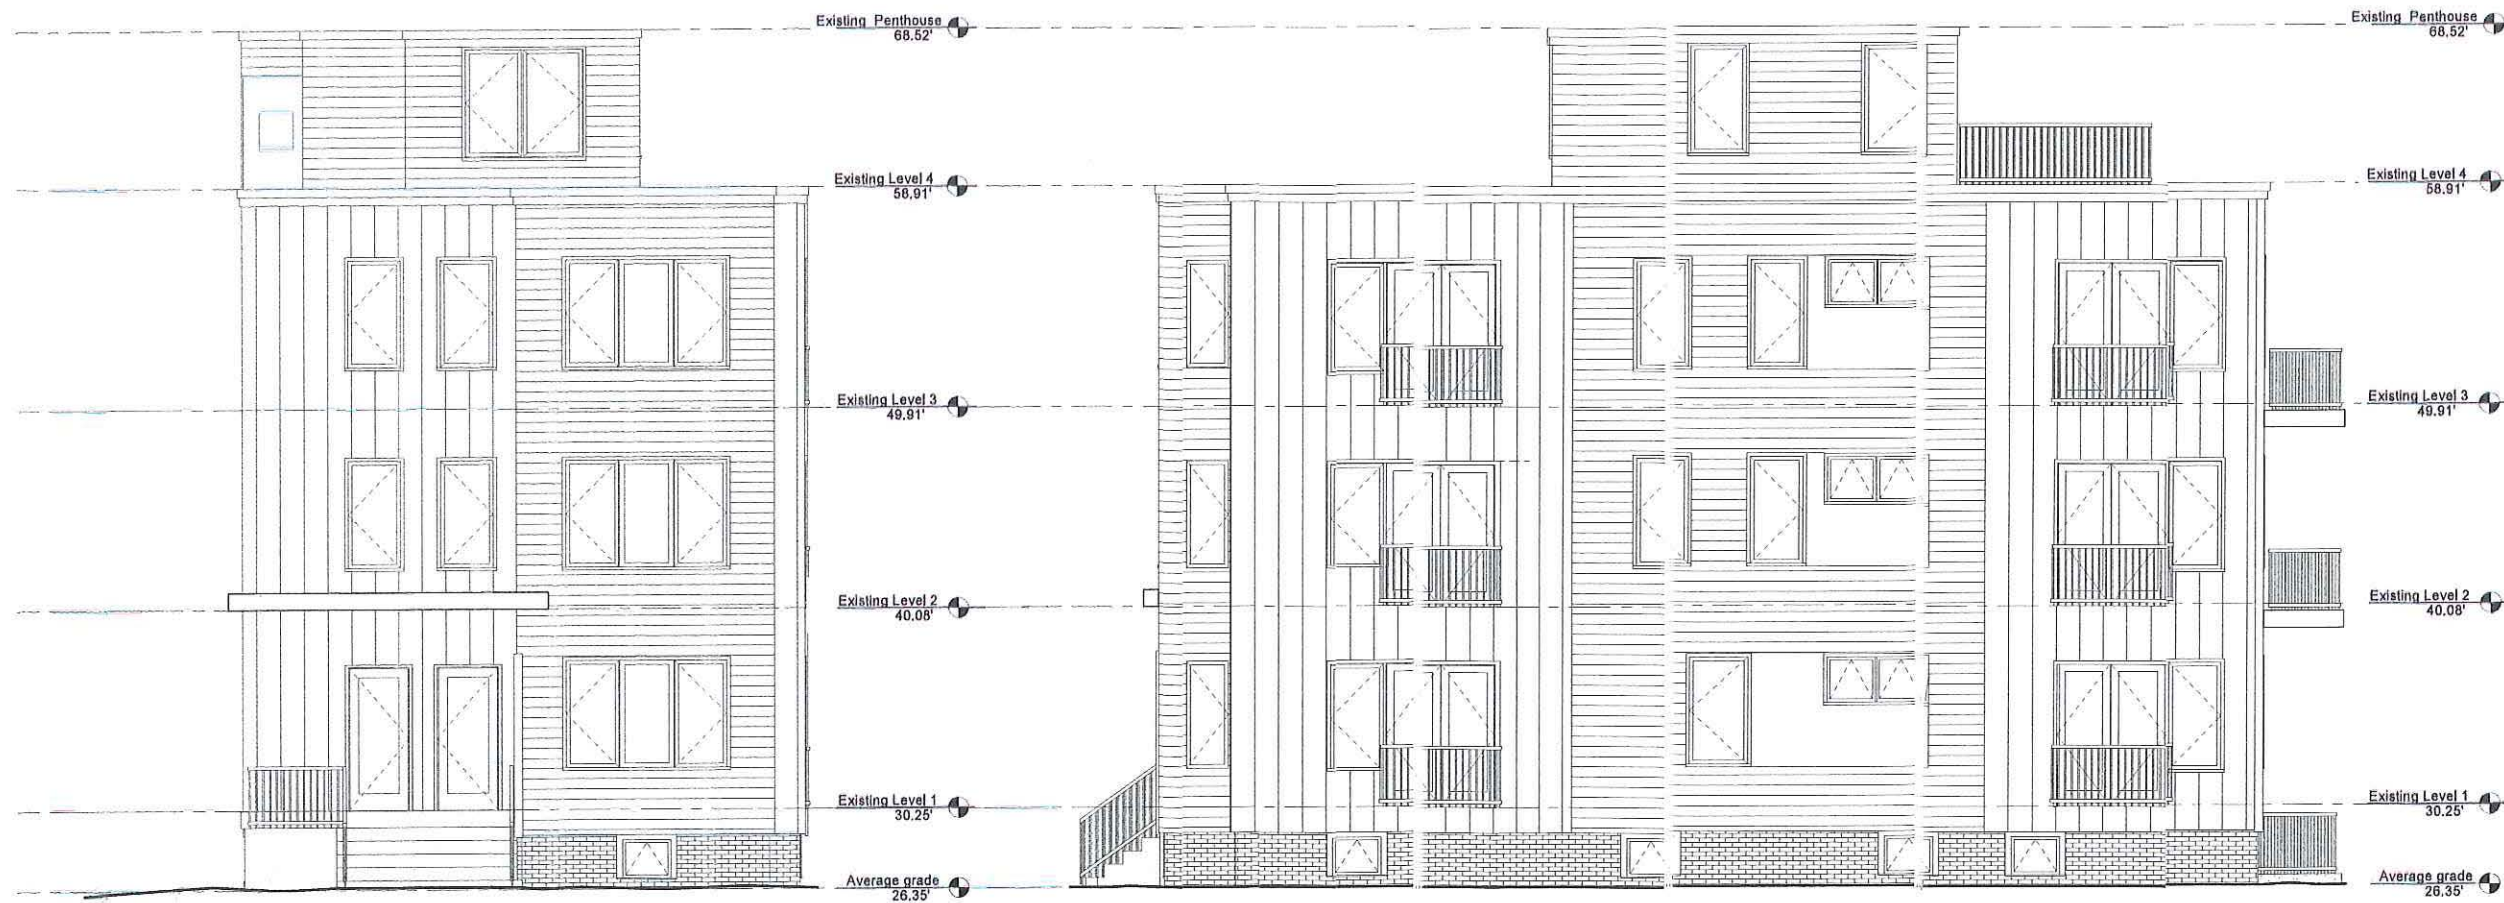 Existing Penthouse
68.52'
Existing Level 4
58.91'
Existing Level 3
49.91'
Existing Level 2
40.08'
Existing Level 1
30.25'
Average grade
26.35'
Existing Penthouse
68.52'
Existing Level 4
58.91'
Existing Level 3
49.91'
Existing Level 2
40.08'
Existing Level 1
30.25'
Average grade
26.35'